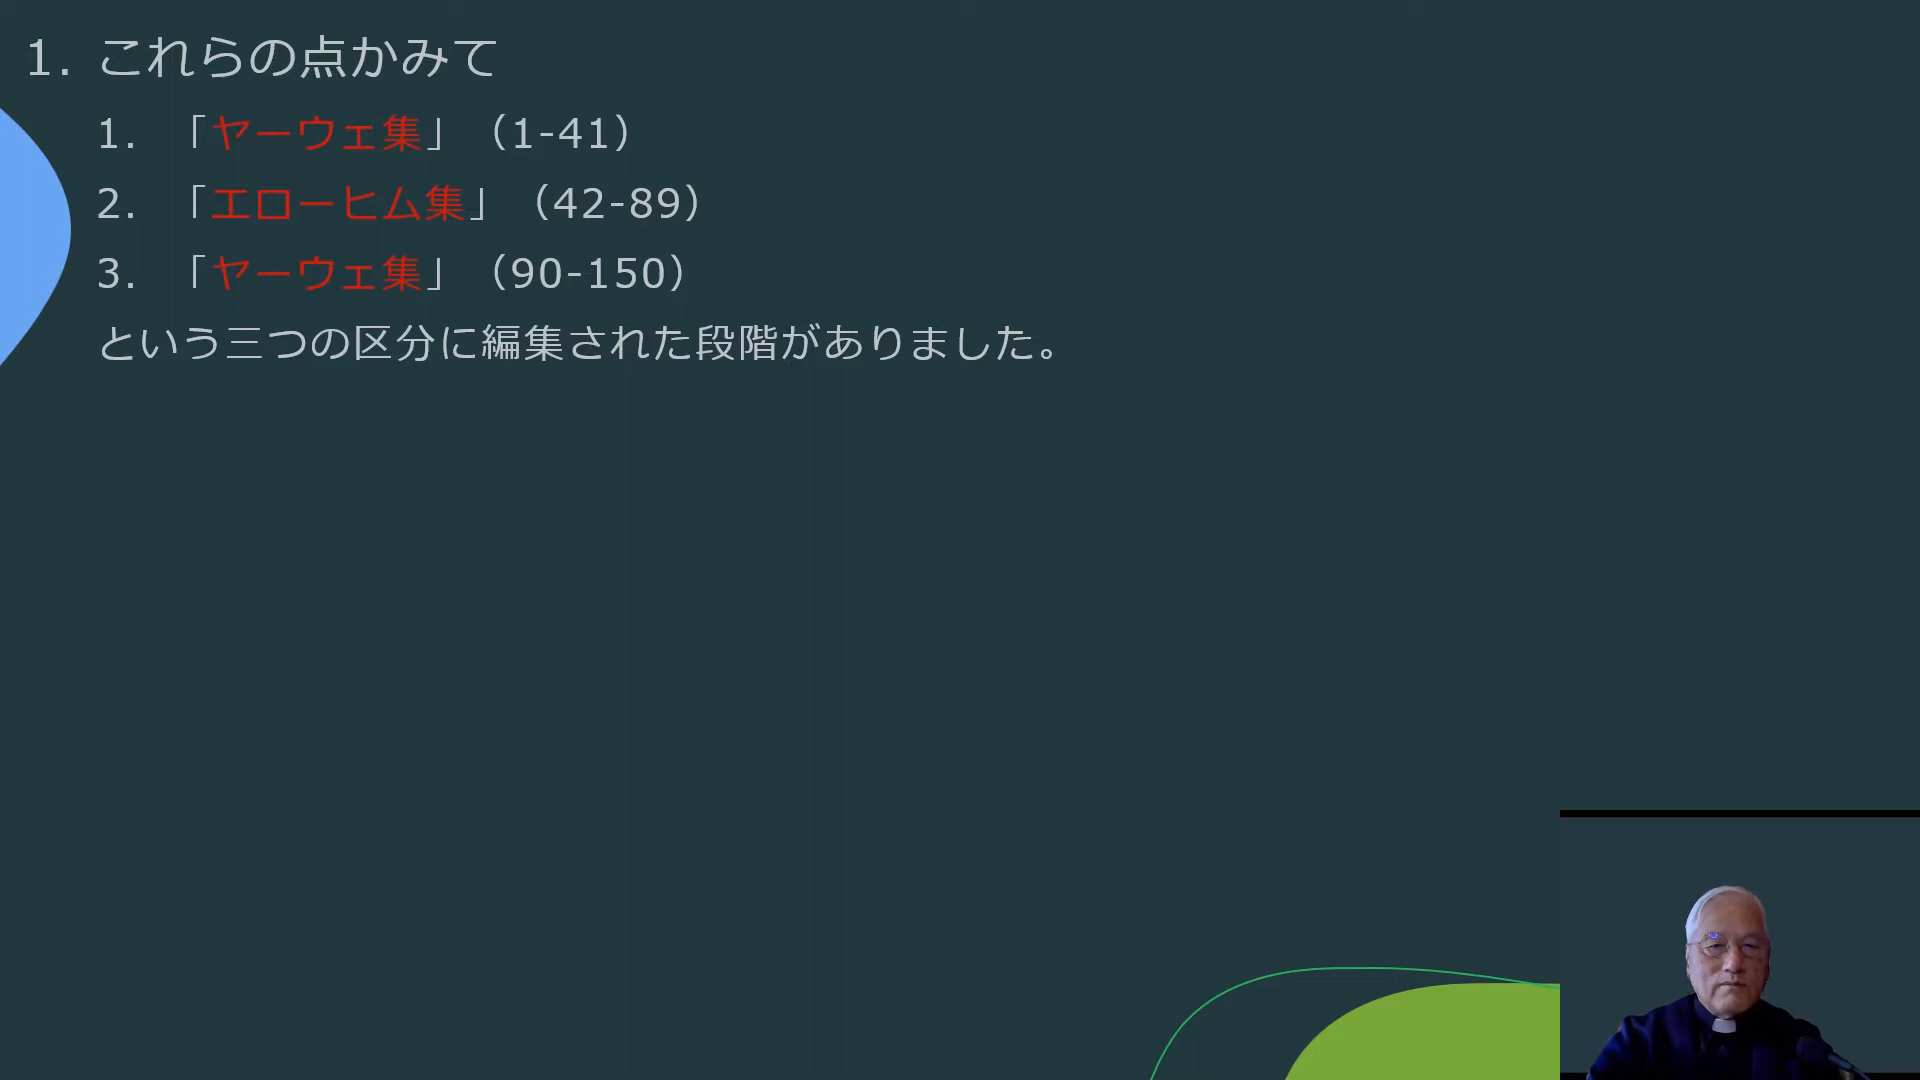 1. これらの点かみて
1. 「ヤーウェ集」（1-41）
2. 「エローヒム集」（42-89）
3. 「ヤーウェ集」（90-150）
という三つの区分に編集された段階がありました。